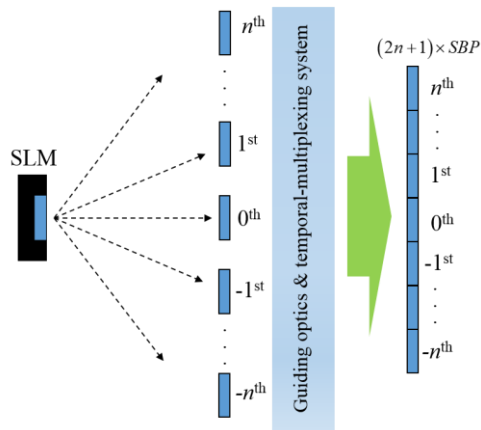 SLM
n^th
1^st
0^th
-1^st
-n^th
Guiding optics & temporal-multiplexing system
(2n+1)×SBP
n^th
1^st
0^th
-1^st
-n^th